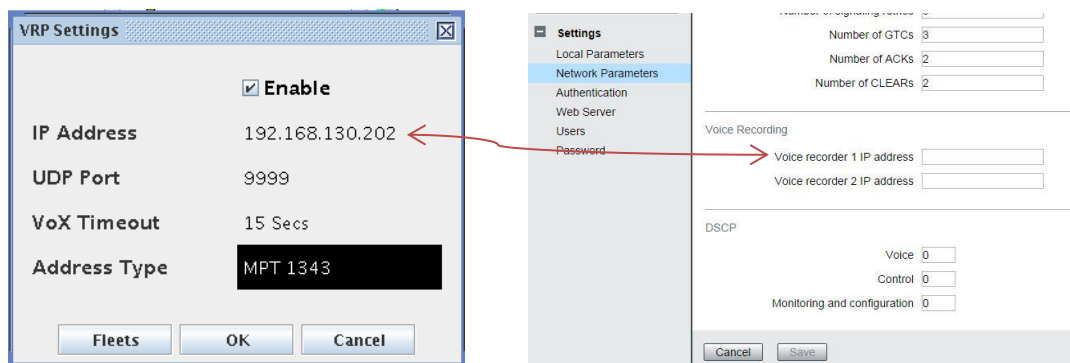 VRP Settings
Enable
IP Address 192.168.130.202
UDP Port 9999
VoX Timeout 15 Secs
Address Type MPT 1343
Fleets OK Cancel
Settings
Local Parameters
Network Parameters
Authentication
Web Server
Users
Password
Number of GTCs 3
Number of ACKs 2
Number of CLEARs 2
Voice Recording
Voice recorder 1 IP address
Voice recorder 2 IP address
DSCP
Voice 0
Control 0
Monitoring and configuration 0
Cancel Save